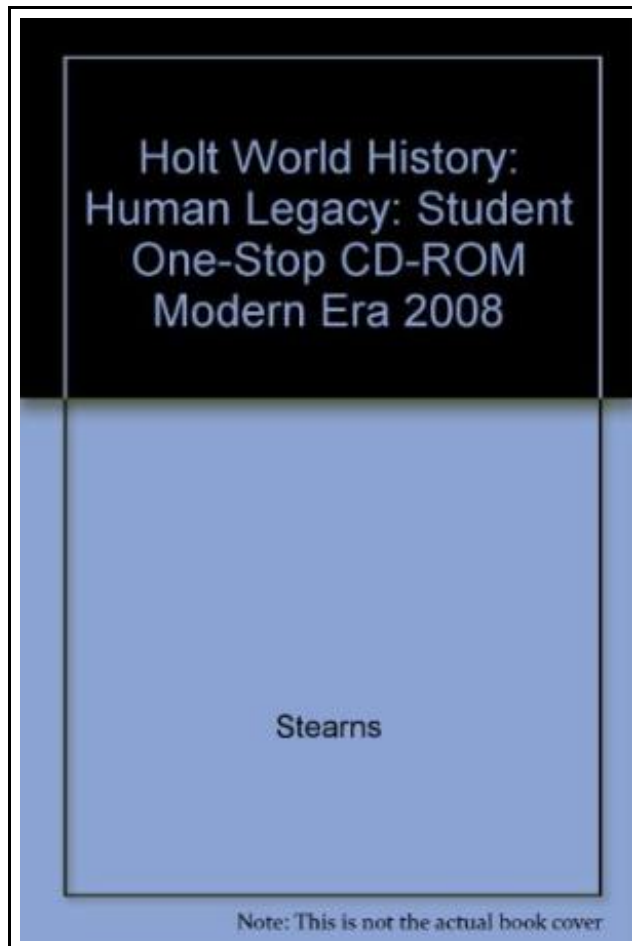 Holt World History:
Human Legacy: Student
One-Stop CD-ROM
Modern Era 2008
Stearns
Note: This is not the actual book cover